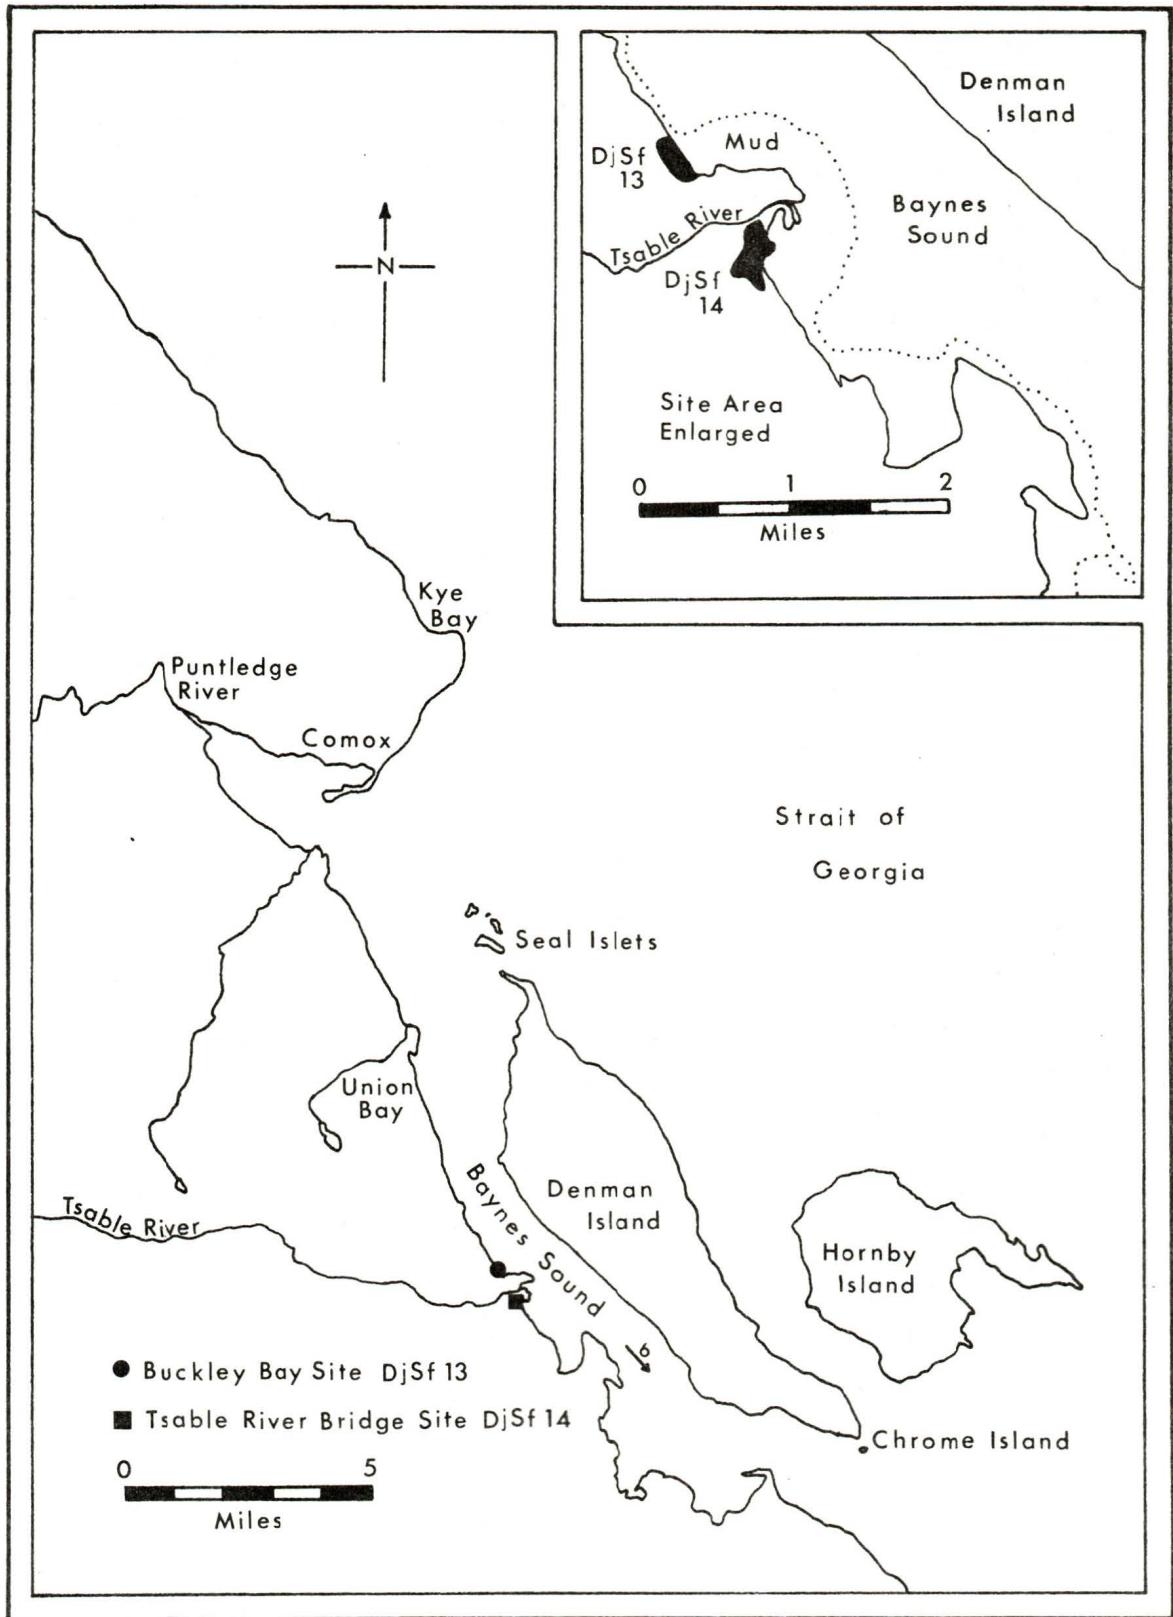 Denman
Island
Mud
DjSf
13
Baynes
Sound
Tsable River
DjSf
14
Site Area
Enlarged
0 1 2
Miles
N
Kye
Bay
Puntledge
River
Comox
Strait of
Georgia
Seal Islets
Union
Bay
Baynes Sound
Denman
Island
Tsable River
Hornby
Island
6
Buckley Bay Site DjSf 13
Tsable River Bridge Site DjSf 14
Chrome Island
0 5
Miles